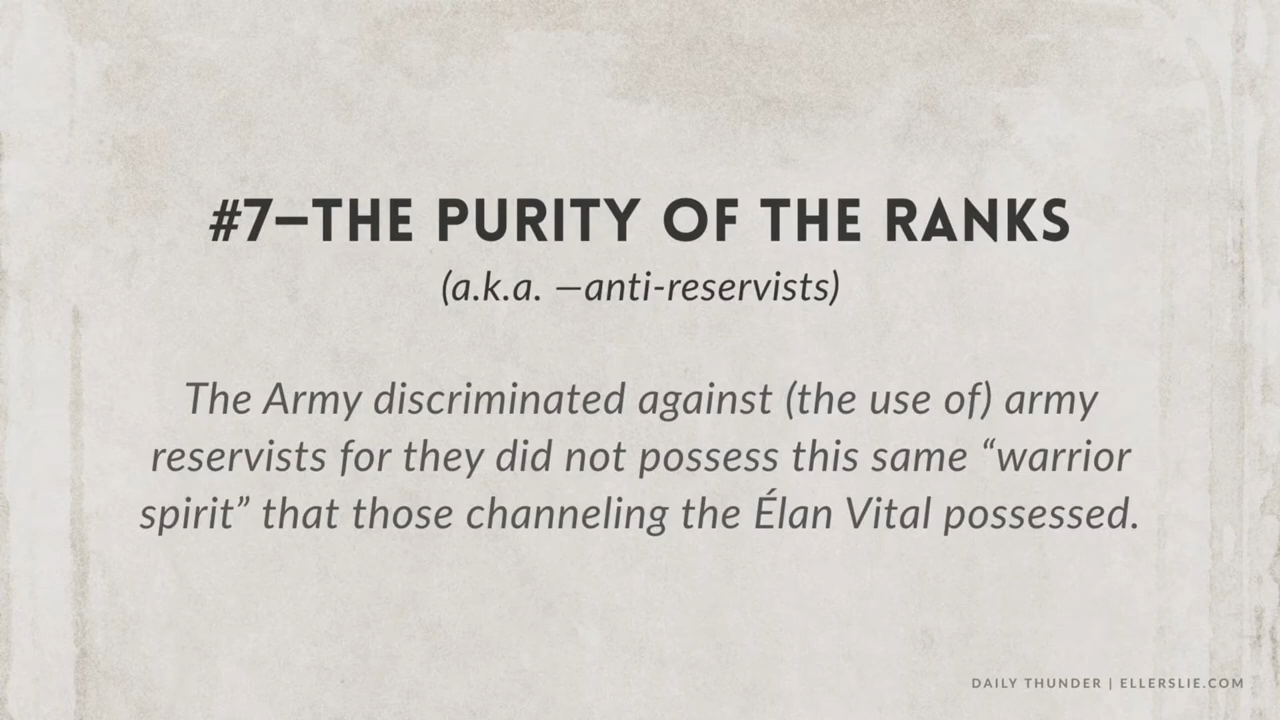 #7—THE PURITY OF THE RANKS
(a.k.a. —anti-reservists)
The Army discriminated against (the use of) army
reservists for they did not possess this same “warrior
spirit” that those channeling the Élan Vital possessed.
DAILY THUNDER | ELLERSLIE.COM